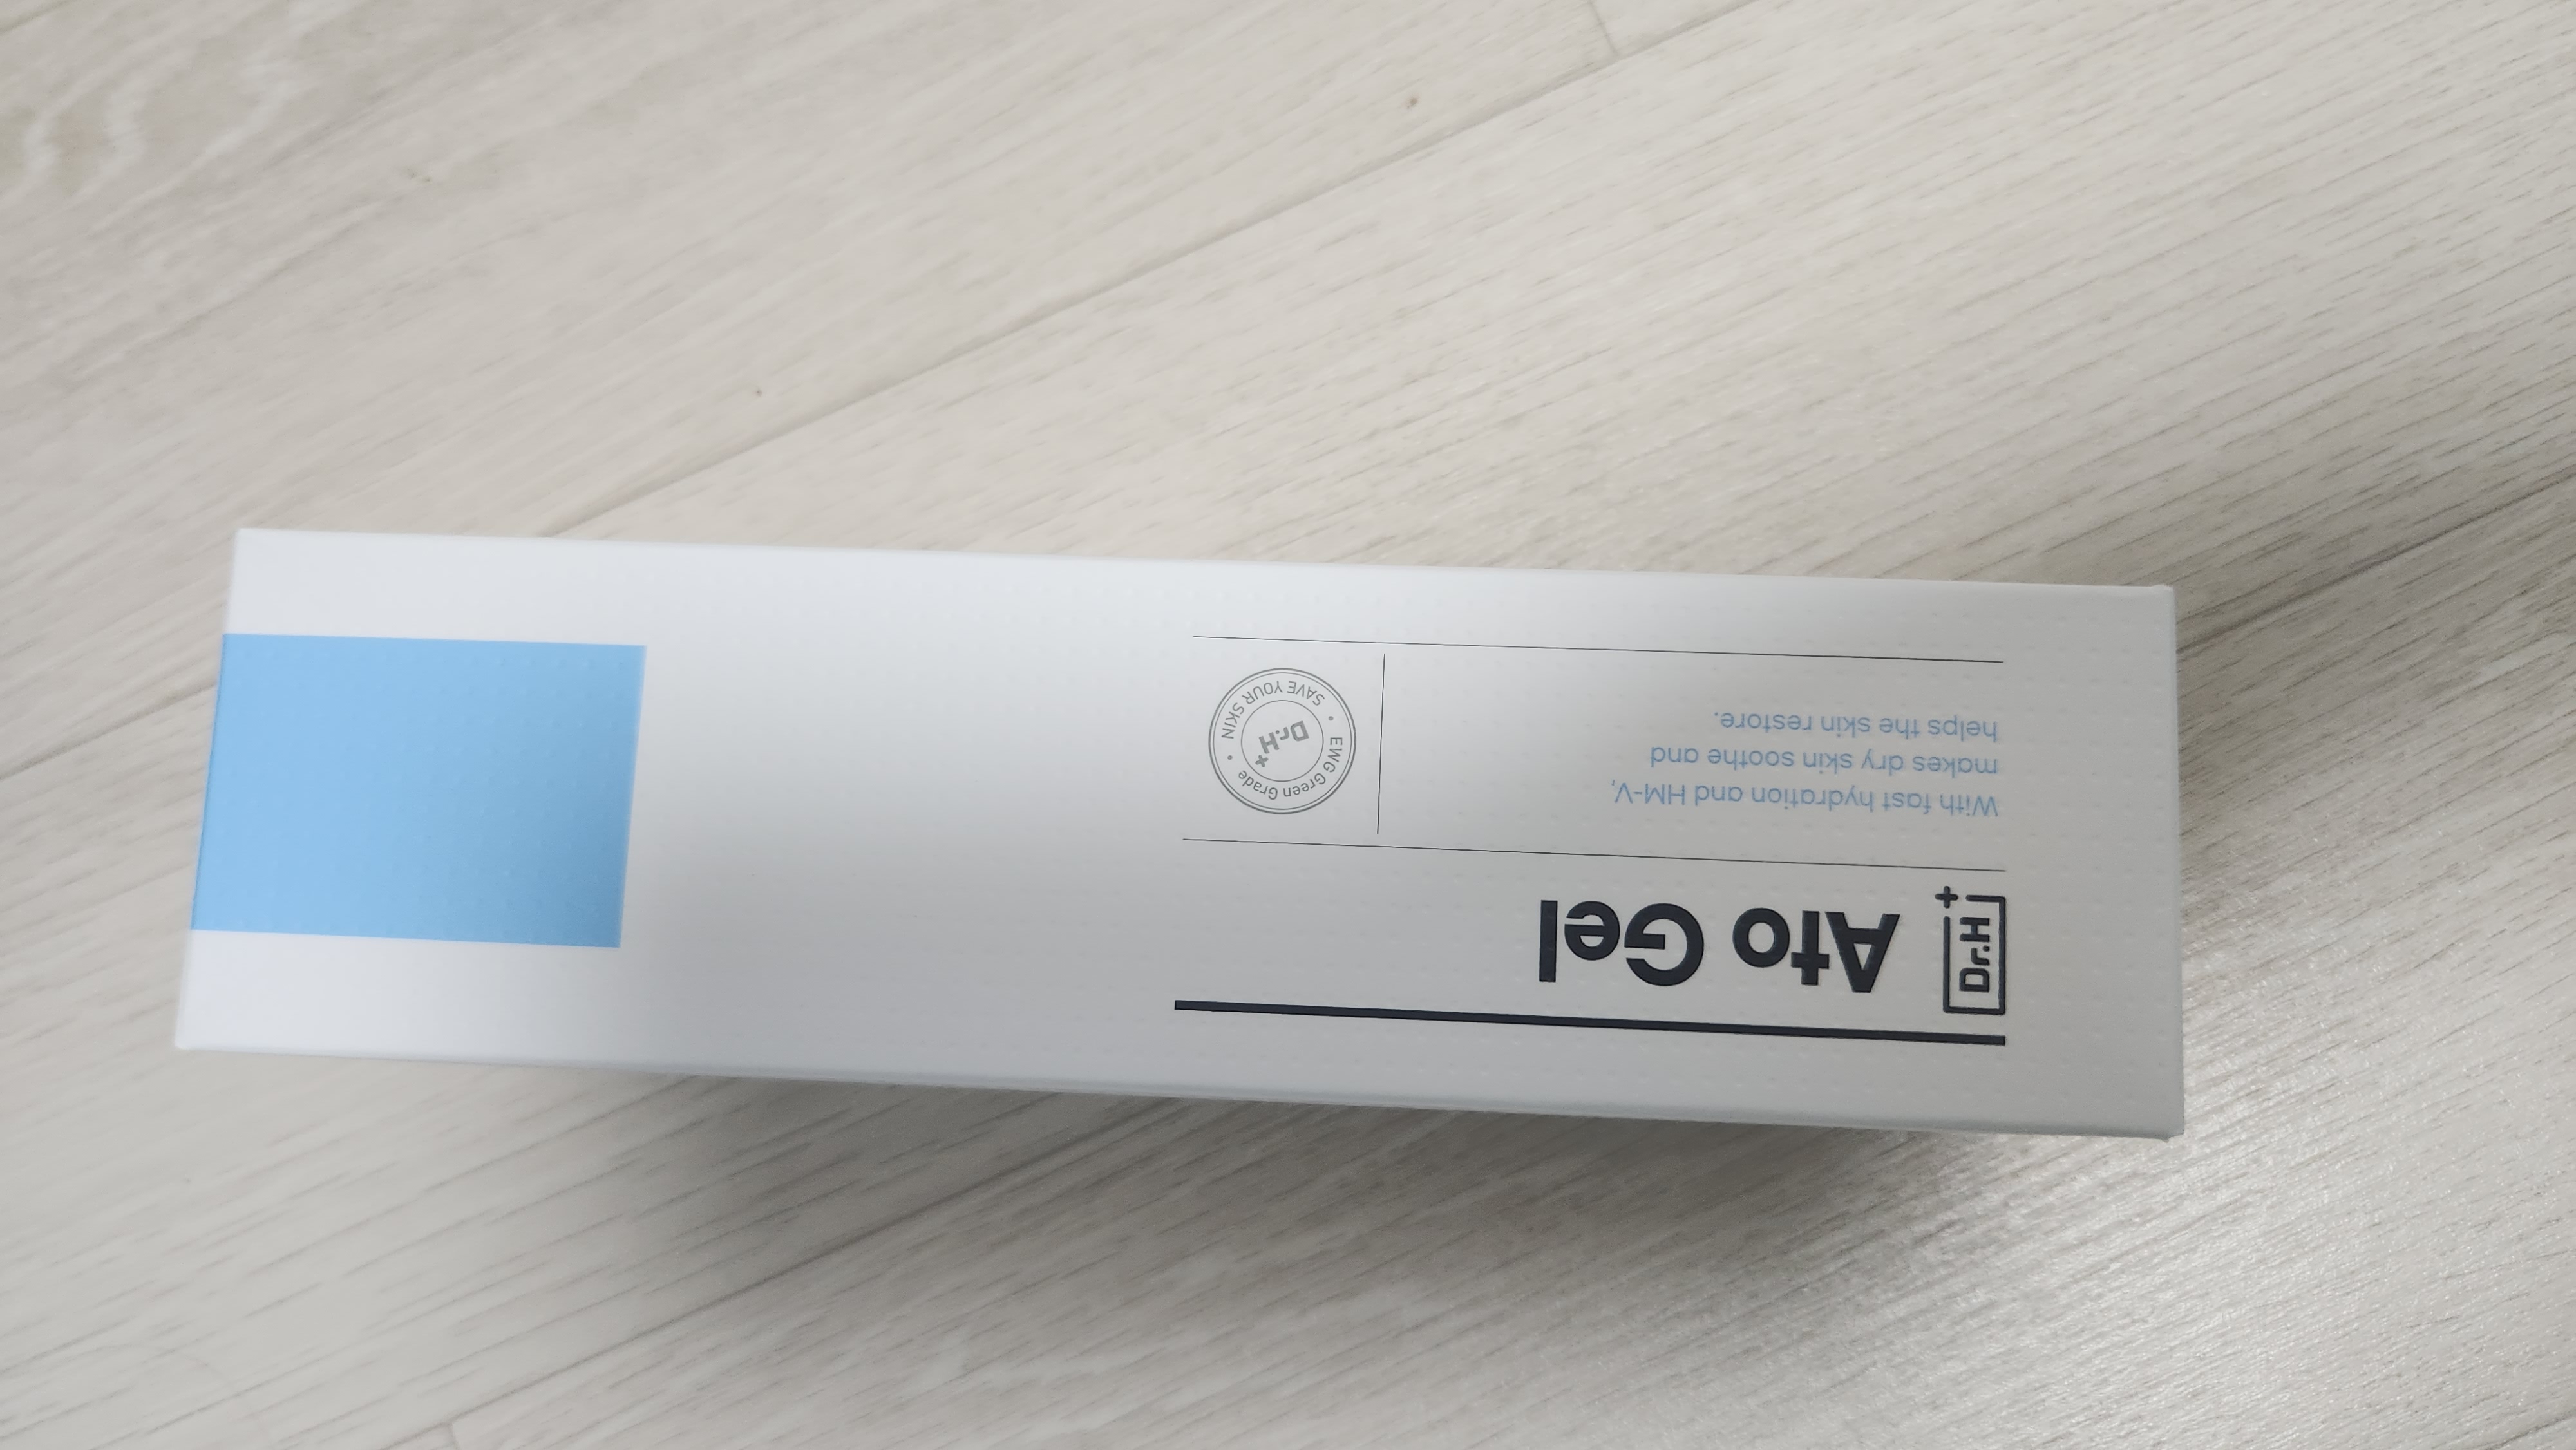 Dr.H+
Ato Gel
With fast hydration and HM-V,
makes dry skin soothe and
helps the skin restore.
EWG Green Grade • SAVE YOUR SKIN •
Dr.H+